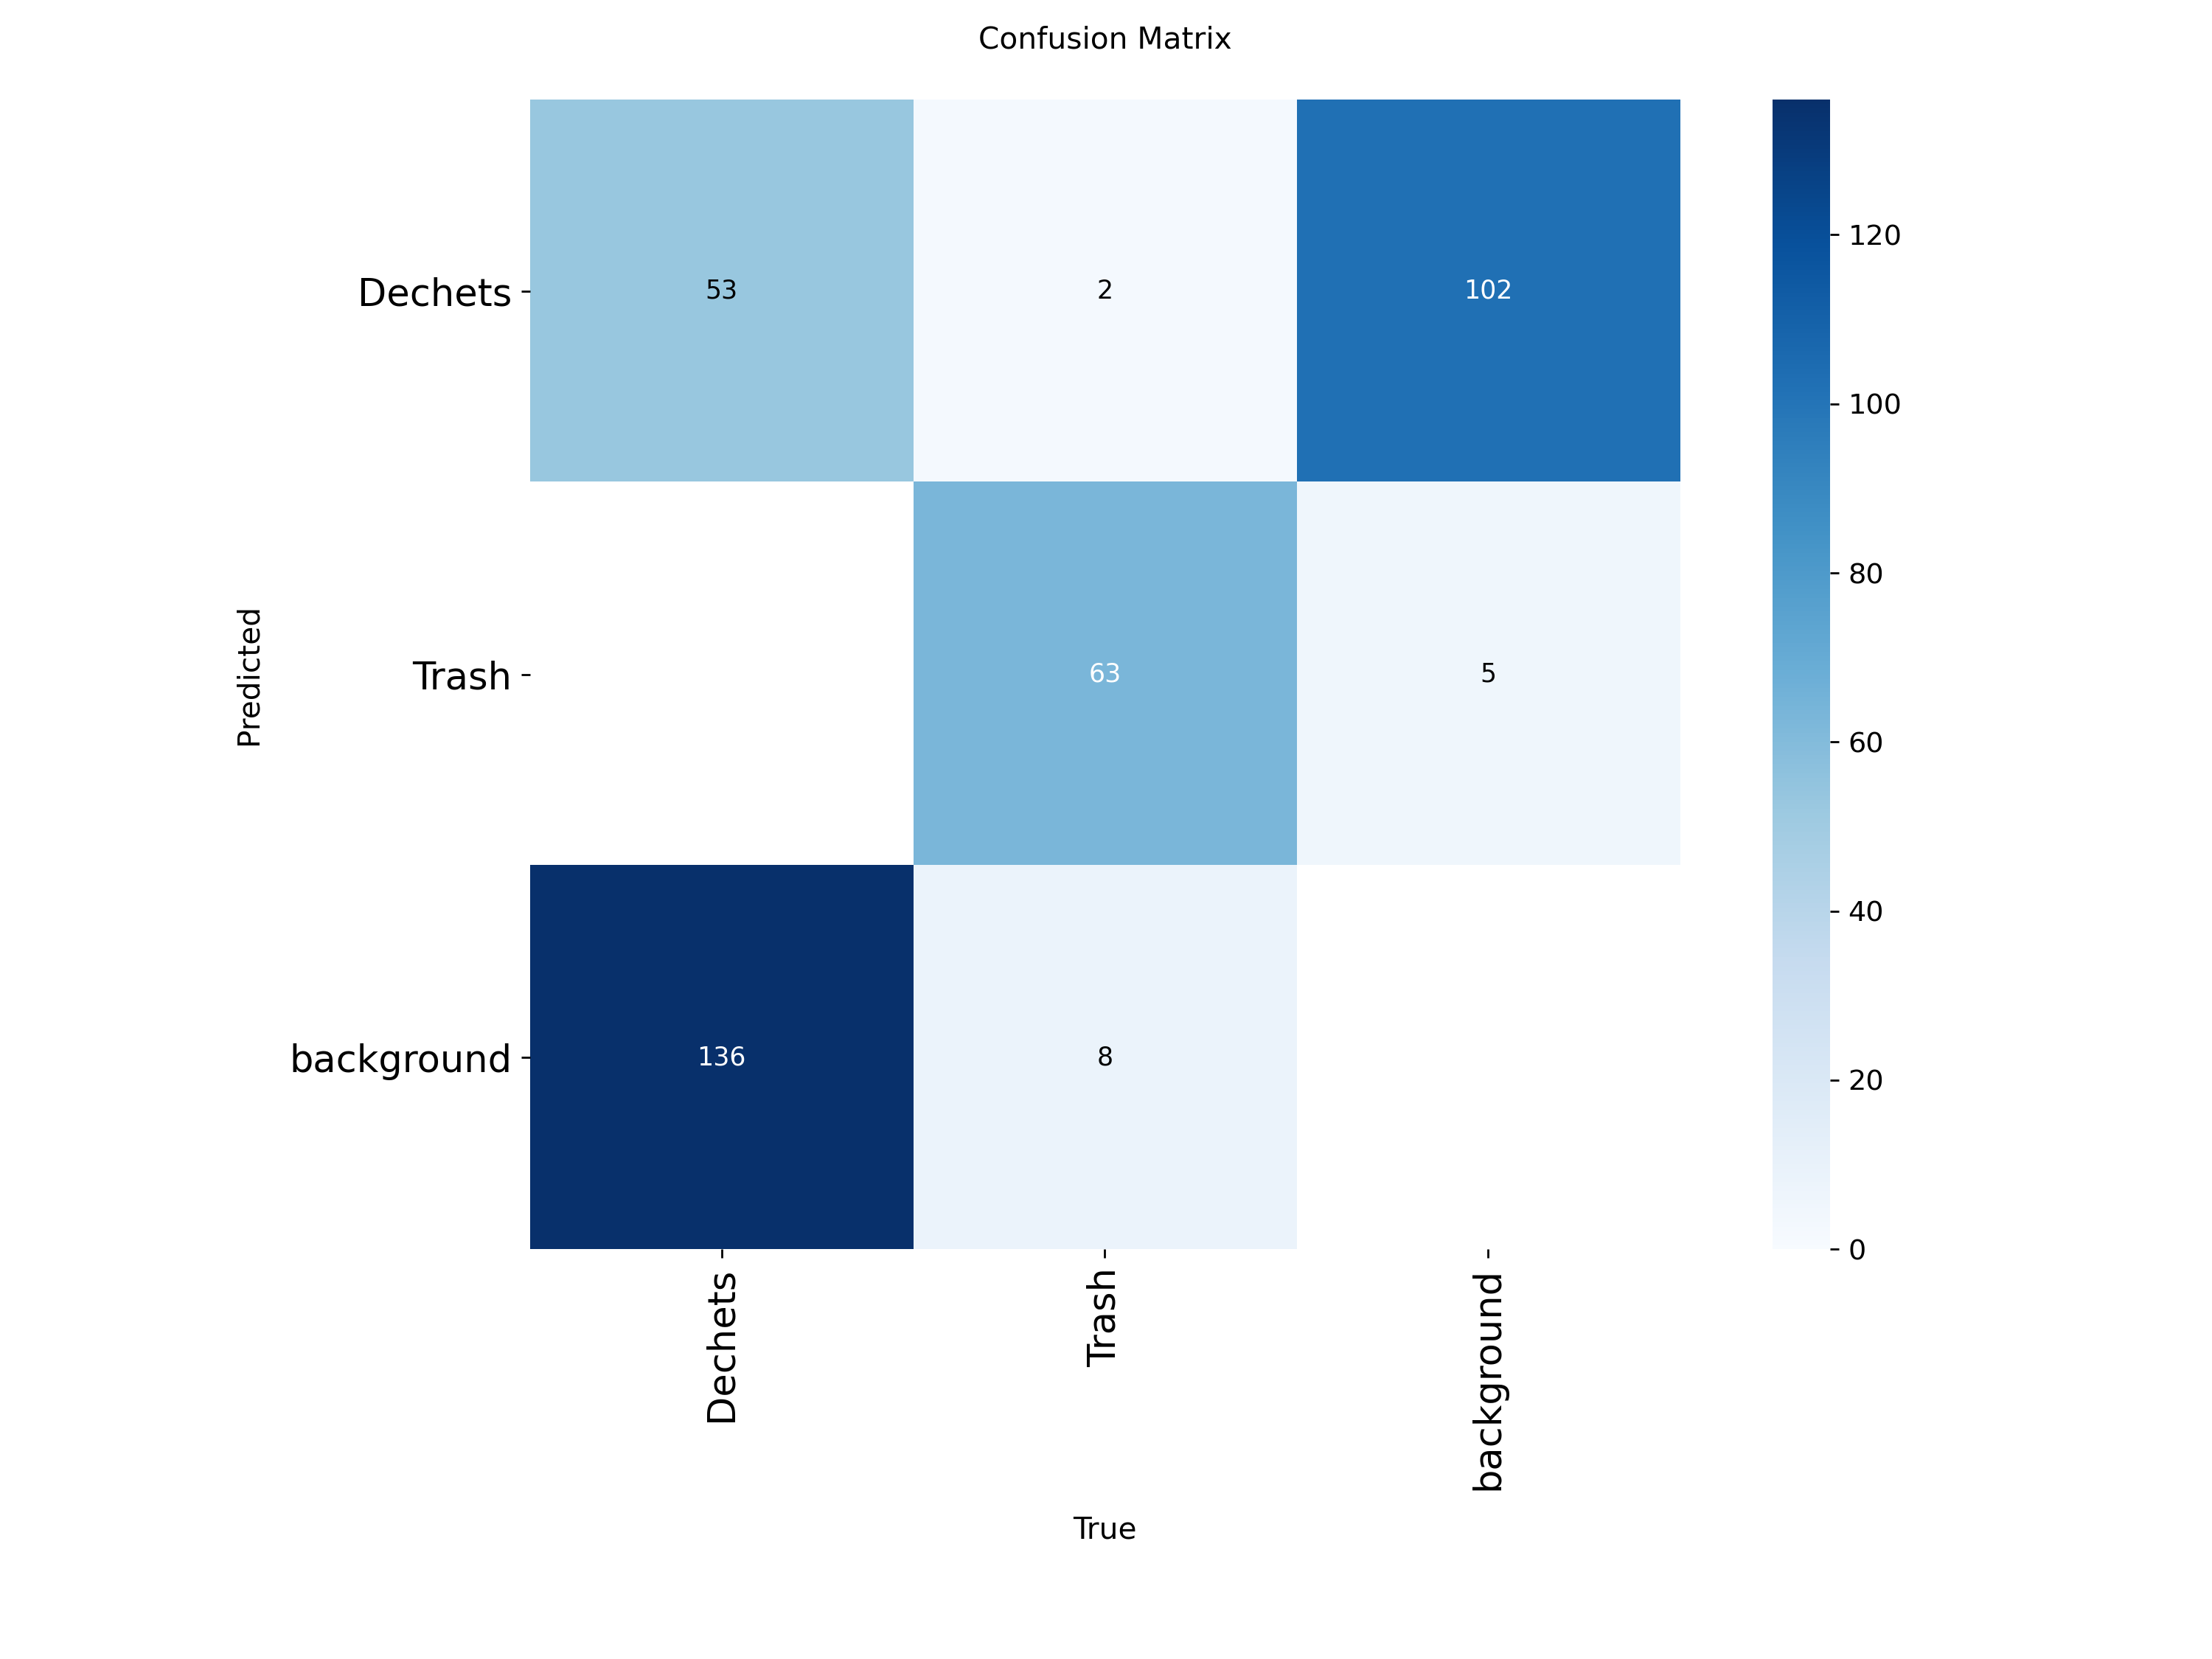 Confusion Matrix
Dechets
53
2
102
120
100
80
Predicted
Trash
63
5
60
40
background
136
8
20
0
Dechets
Trash
background
True